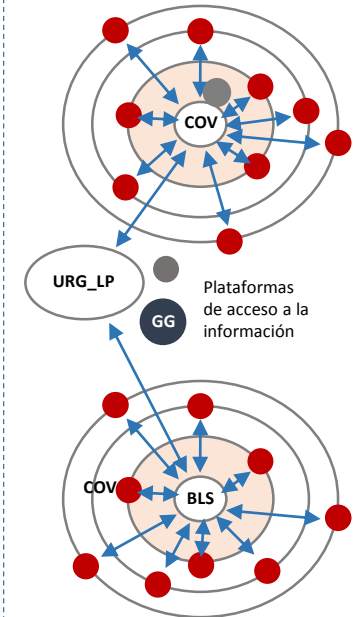 COV
URG_LP
GG
Plataformas
de acceso a la
información
COV
BLS